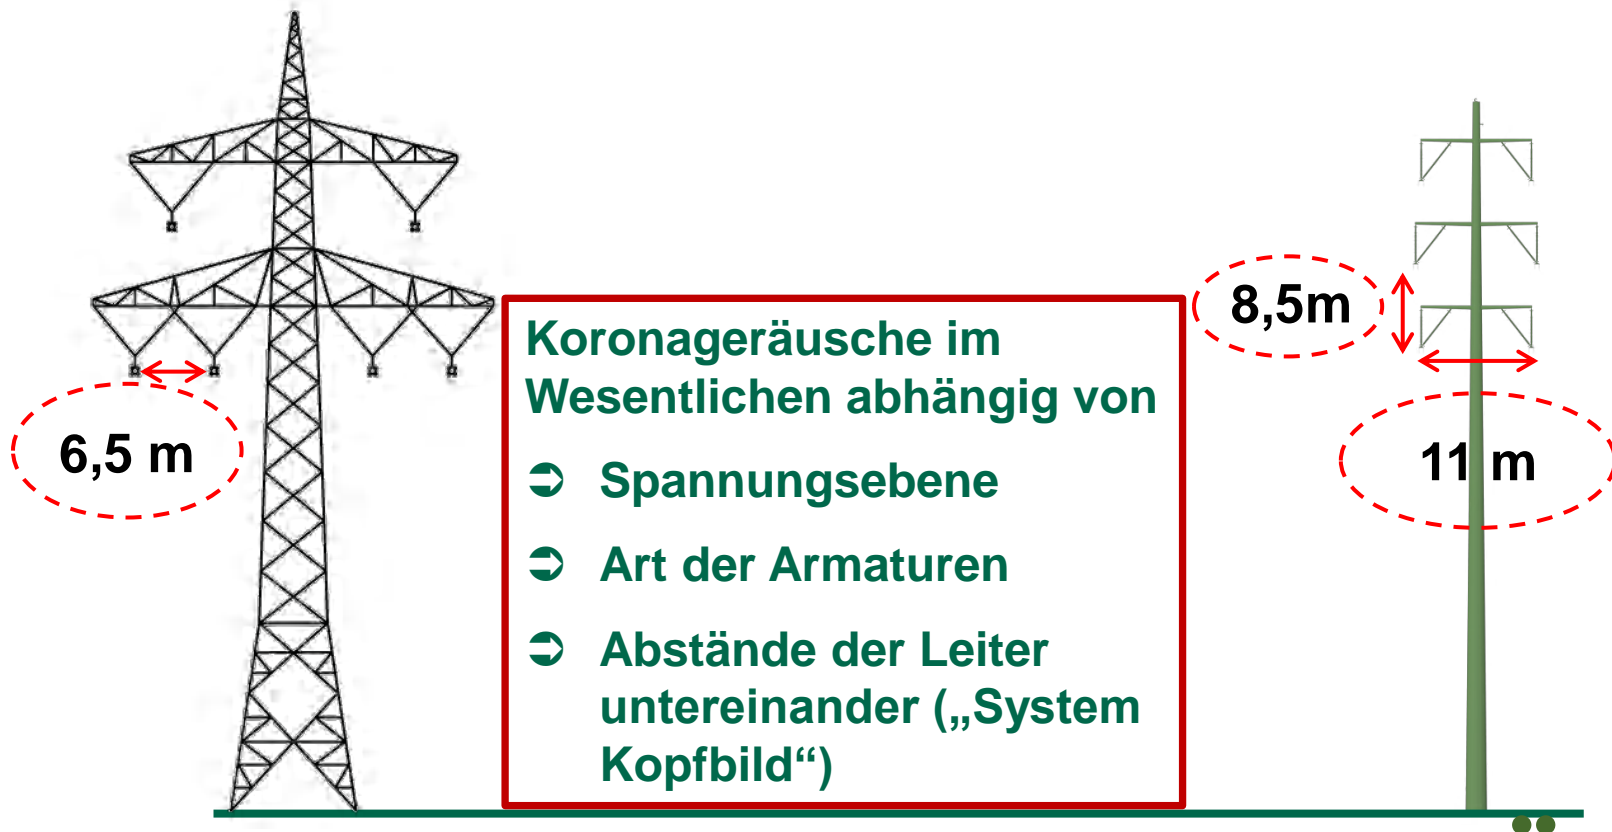 6,5 m
Koronageräusche im
Wesentlichen abhängig von
➲ Spannungsebene
➲ Art der Armaturen
➲ Abstände der Leiter
untereinander („System
Kopfbild“)
8,5m
11 m